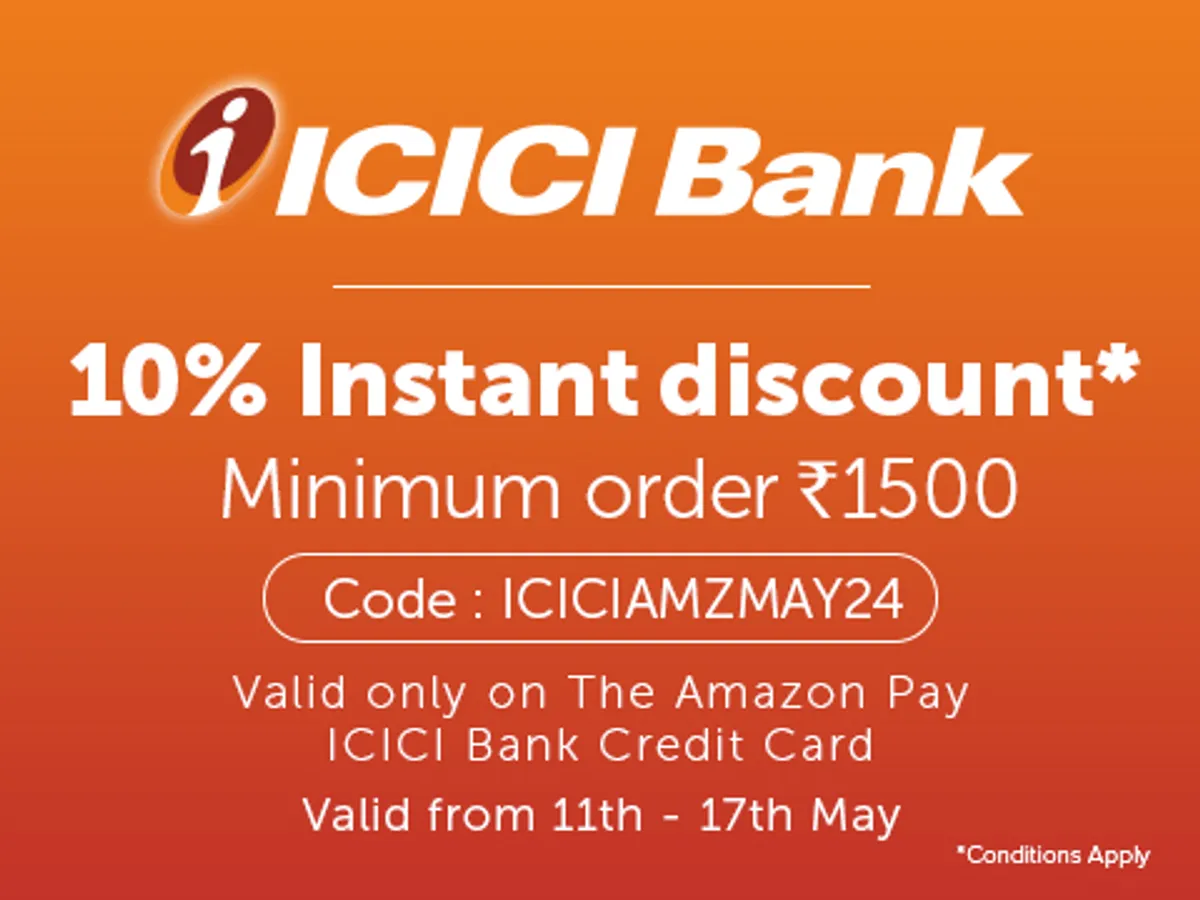 i ICICI Bank
10% Instant discount*
Minimum order ₹1500
Code : ICICIAMZMAY24
Valid only on The Amazon Pay
ICICI Bank Credit Card
Valid from 11th - 17th May
*Conditions Apply